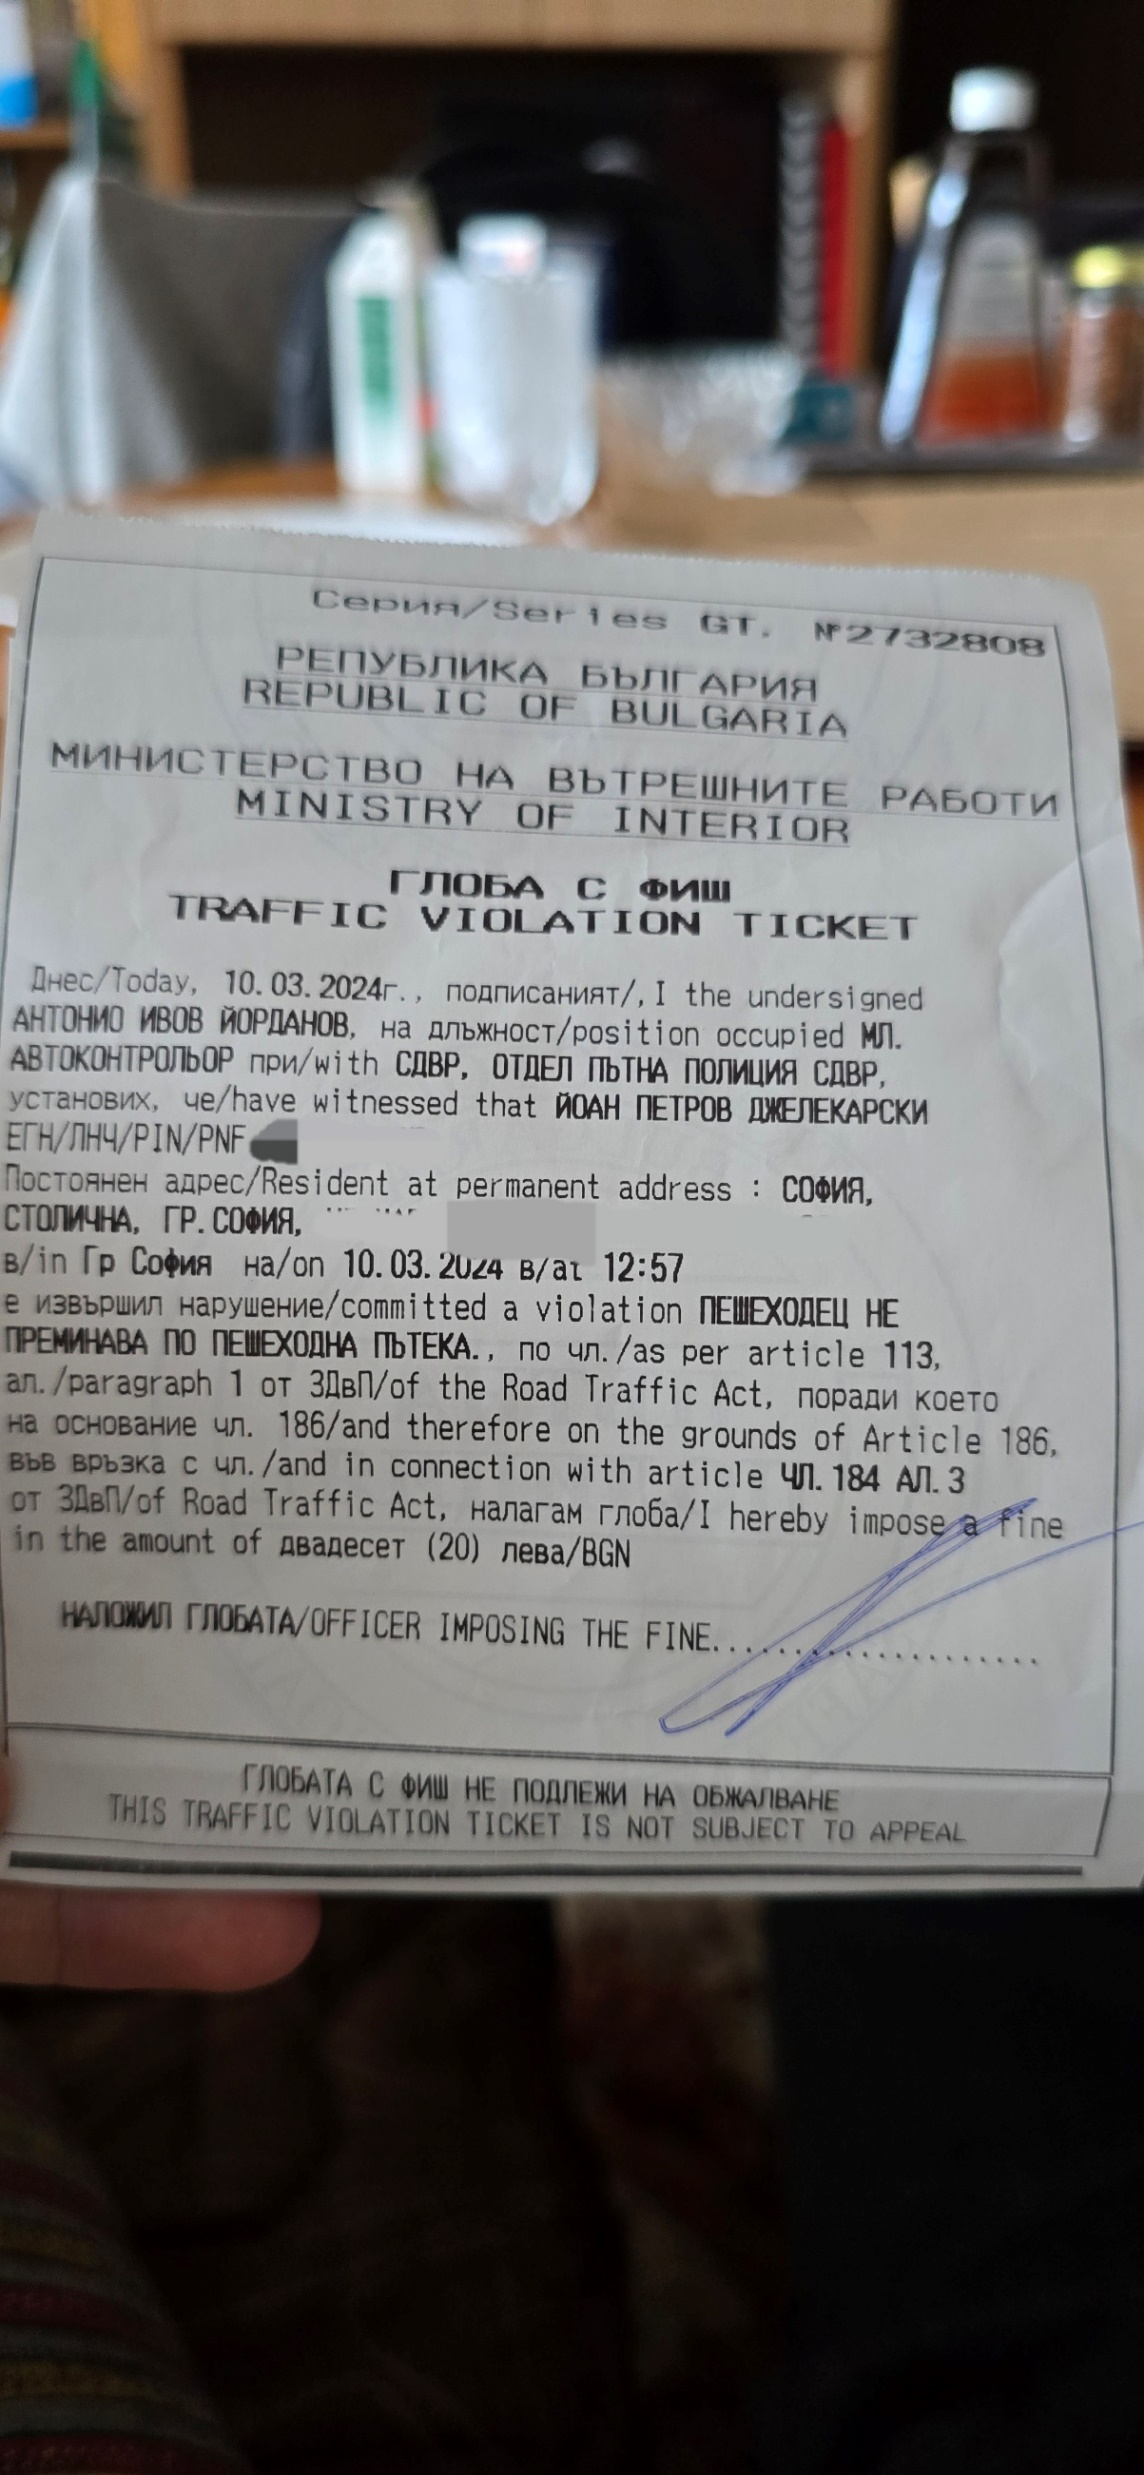 Серия/Series GT. №2732808
РЕПУБЛИКА БЪЛГАРИЯ
REPUBLIC OF BULGARIA
МИНИСТЕРСТВО НА ВЪТРЕШНИТЕ РАБОТИ
MINISTRY OF INTERIOR
ГЛОБА С ФИШ
TRAFFIC VIOLATION TICKET
Днес/Today, 10.03.2024г., подписаният/, I the undersigned
АНТОНИО ИВОВ ЙОРДАНОВ, на длъжност/position occupied МЛ.
АВТОКОНТРОЛЬОР при/with СДВР, ОТДЕЛ ПЪТНА ПОЛИЦИЯ СДВР,
установих, че/have witnessed that ЙОАН ПЕТРОВ ДЖЕЛЕКАРСКИ
ЕГН/ЛНЧ/PIN/PNF
Постоянен адрес/Resident at permanent address : СОФИЯ,
СТОЛИЧНА, ГР.СОФИЯ,
в/in Гр София на/on 10.03.2024 в/at 12:57
е извършил нарушение/committed a violation ПЕШЕХОДЕЦ НЕ
ПРЕМИНАВА ПО ПЕШЕХОДНА ПЪТЕКА., по чл./as per article 113,
ал./paragraph 1 от ЗДвП/of the Road Traffic Act, поради което
на основание чл. 186/and therefore on the grounds of Article 186,
във връзка с чл./and in connection with article ЧЛ. 184 АЛ. 3
от ЗДвП/of Road Traffic Act, налагам глоба/I hereby impose a fine
in the amount of двадесет (20) лева/BGN
НАЛОЖИЛ ГЛОБАТА/OFFICER IMPOSING THE FINE......................
ГЛОБАТА С ФИШ НЕ ПОДЛЕЖИ НА ОБЖАЛВАНЕ
THIS TRAFFIC VIOLATION TICKET IS NOT SUBJECT TO APPEAL